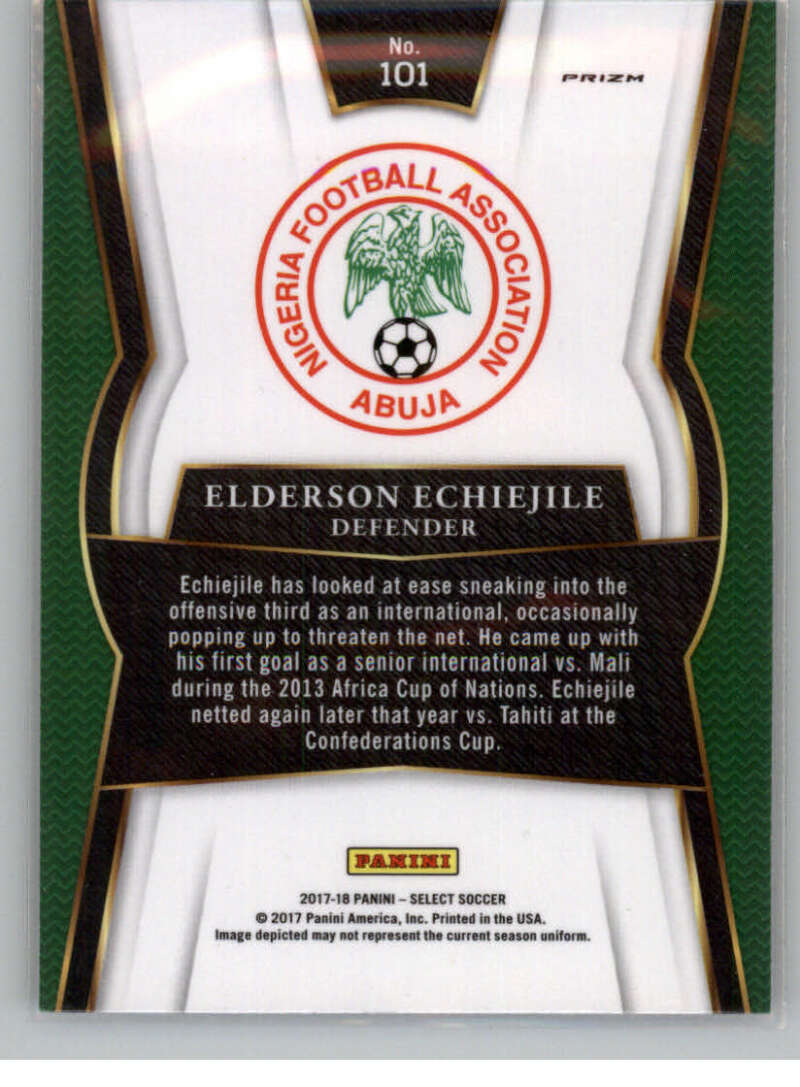 No.
101
PRIZM
NIGERIA FOOTBALL ASSOCIATION
ABUJA
ELDERSON ECHIEJILE
DEFENDER
Echiejile has looked at ease sneaking into the
offensive third as an international, occasionally
popping up to threaten the net. He came up with
his first goal as a senior international vs. Mali
during the 2013 Africa Cup of Nations. Echiejile
netted again later that year vs. Tahiti at the
Confederations Cup.
PANINI
2017-18 PANINI – SELECT SOCCER
© 2017 Panini America, Inc. Printed in the USA.
Image depicted may not represent the current season uniform.